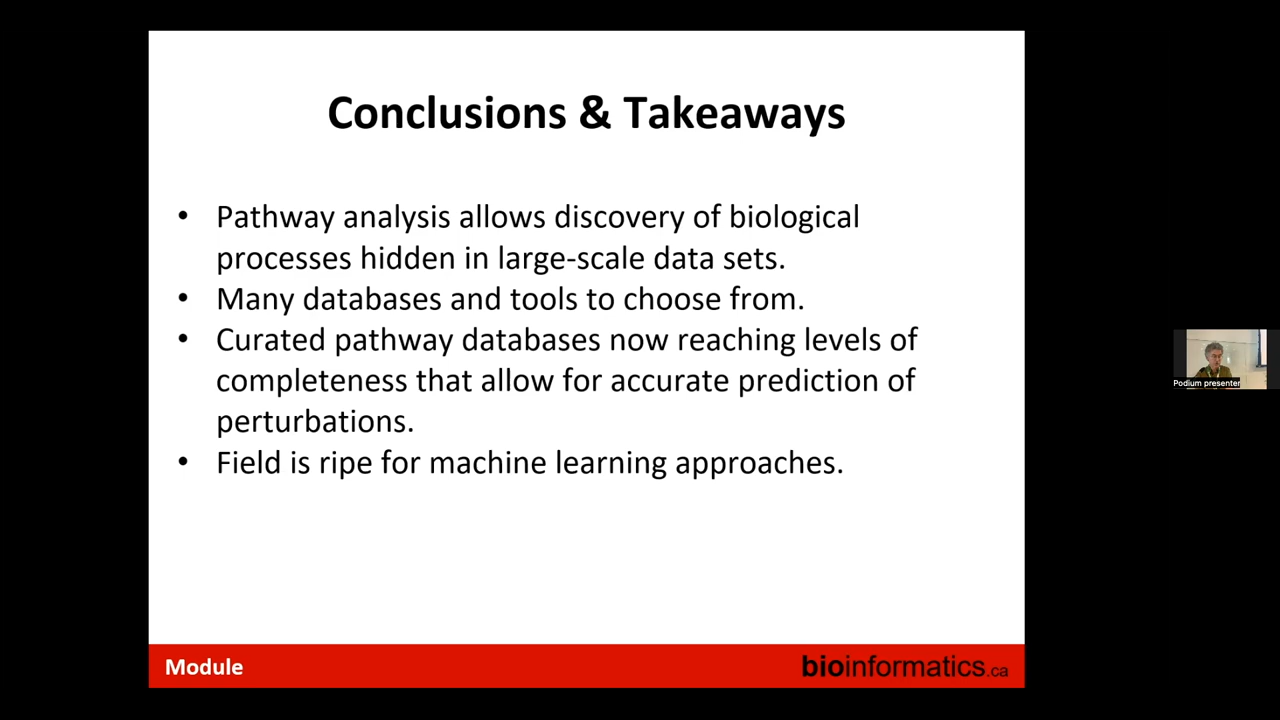 Conclusions & Takeaways
• Pathway analysis allows discovery of biological
processes hidden in large-scale data sets.
• Many databases and tools to choose from.
• Curated pathway databases now reaching levels of
completeness that allow for accurate prediction of
perturbations.
• Field is ripe for machine learning approaches.
Podium presenter
Module
bioinformatics.ca